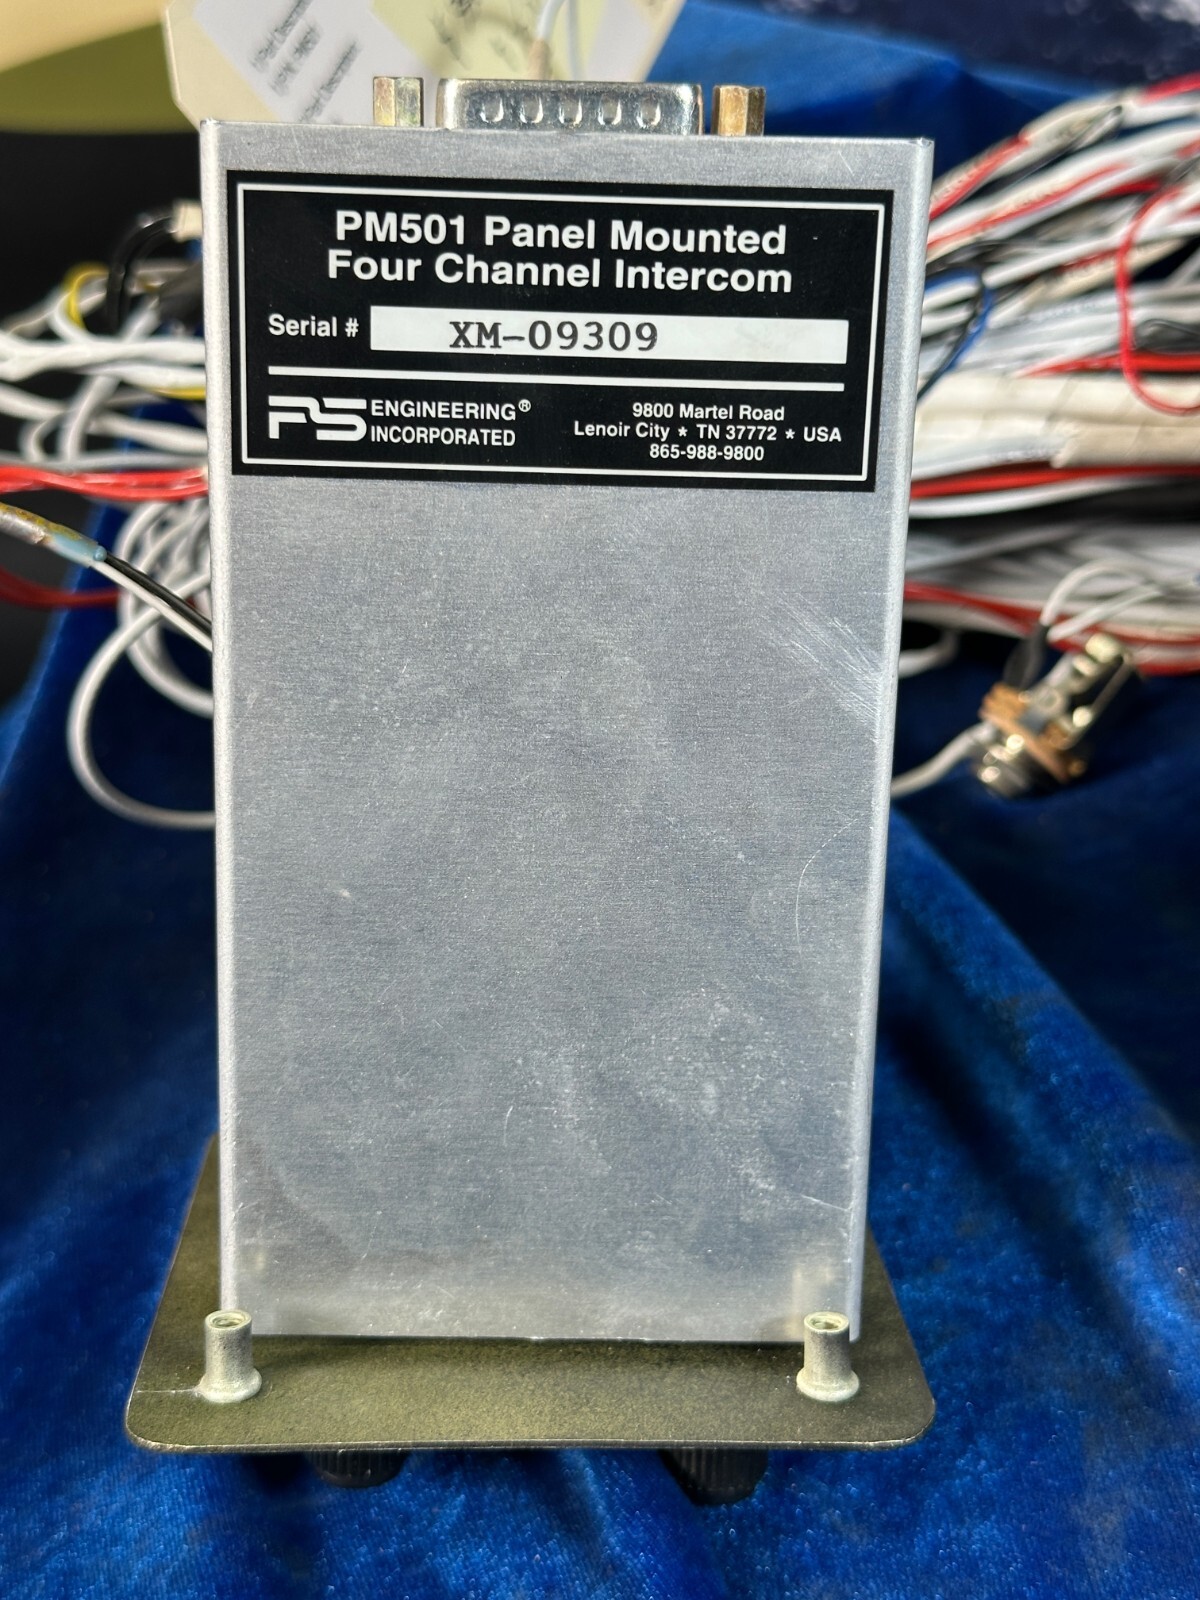 PM501 Panel Mounted
Four Channel Intercom
Serial # XM-09309
PS ENGINEERING®
INCORPORATED
9800 Martel Road
Lenoir City * TN 37772 * USA
865-988-9800